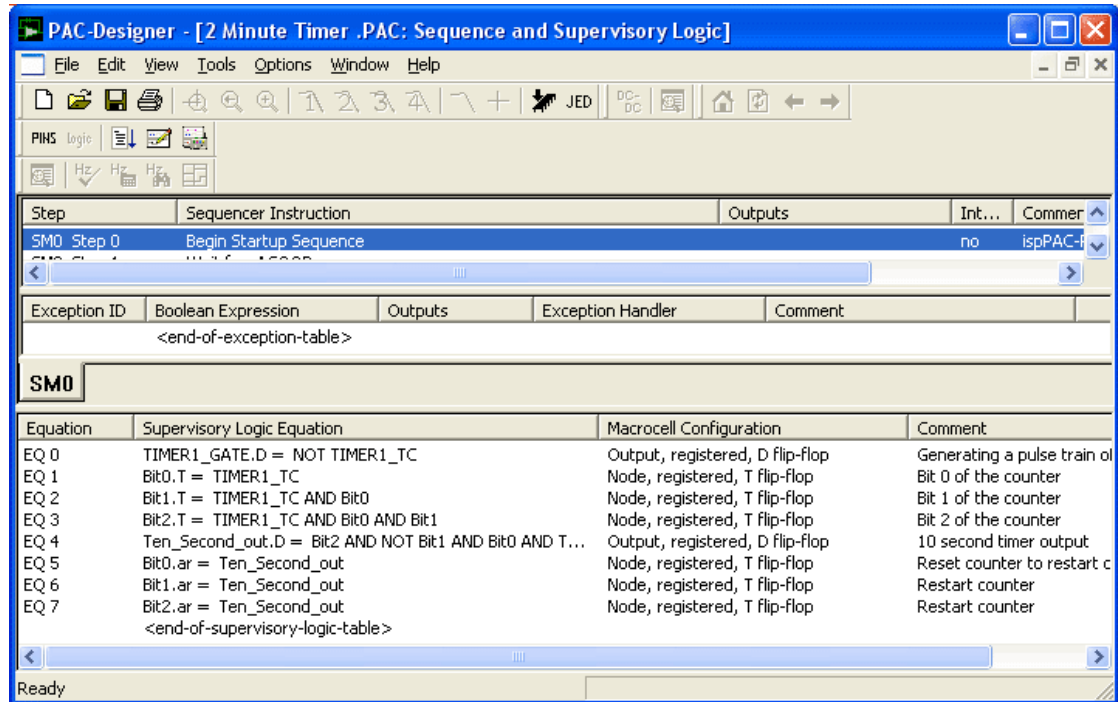 PAC-Designer - [2 Minute Timer .PAC: Sequence and Supervisory Logic]
File Edit View Tools Options Window Help
JED DC-DC
PINS logic
Hz Hz Hz
Step Sequencer Instruction Outputs Int... Commer
SM0 Step 0 Begin Startup Sequence no ispPAC-
Exception ID Boolean Expression Outputs Exception Handler Comment
<end-of-exception-table>
SM0
Equation Supervisory Logic Equation Macrocell Configuration Comment
EQ 0 TIMER1_GATE.D = NOT TIMER1_TC Output, registered, D flip-flop Generating a pulse train of
EQ 1 Bit0.T = TIMER1_TC Node, registered, T flip-flop Bit 0 of the counter
EQ 2 Bit1.T = TIMER1_TC AND Bit0 Node, registered, T flip-flop Bit 1 of the counter
EQ 3 Bit2.T = TIMER1_TC AND Bit0 AND Bit1 Node, registered, T flip-flop Bit 2 of the counter
EQ 4 Ten_Second_out.D = Bit2 AND NOT Bit1 AND Bit0 AND T... Output, registered, D flip-flop 10 second timer output
EQ 5 Bit0.ar = Ten_Second_out Node, registered, T flip-flop Reset counter to restart c
EQ 6 Bit1.ar = Ten_Second_out Node, registered, T flip-flop Restart counter
EQ 7 Bit2.ar = Ten_Second_out Node, registered, T flip-flop Restart counter
<end-of-supervisory-logic-table>
Ready